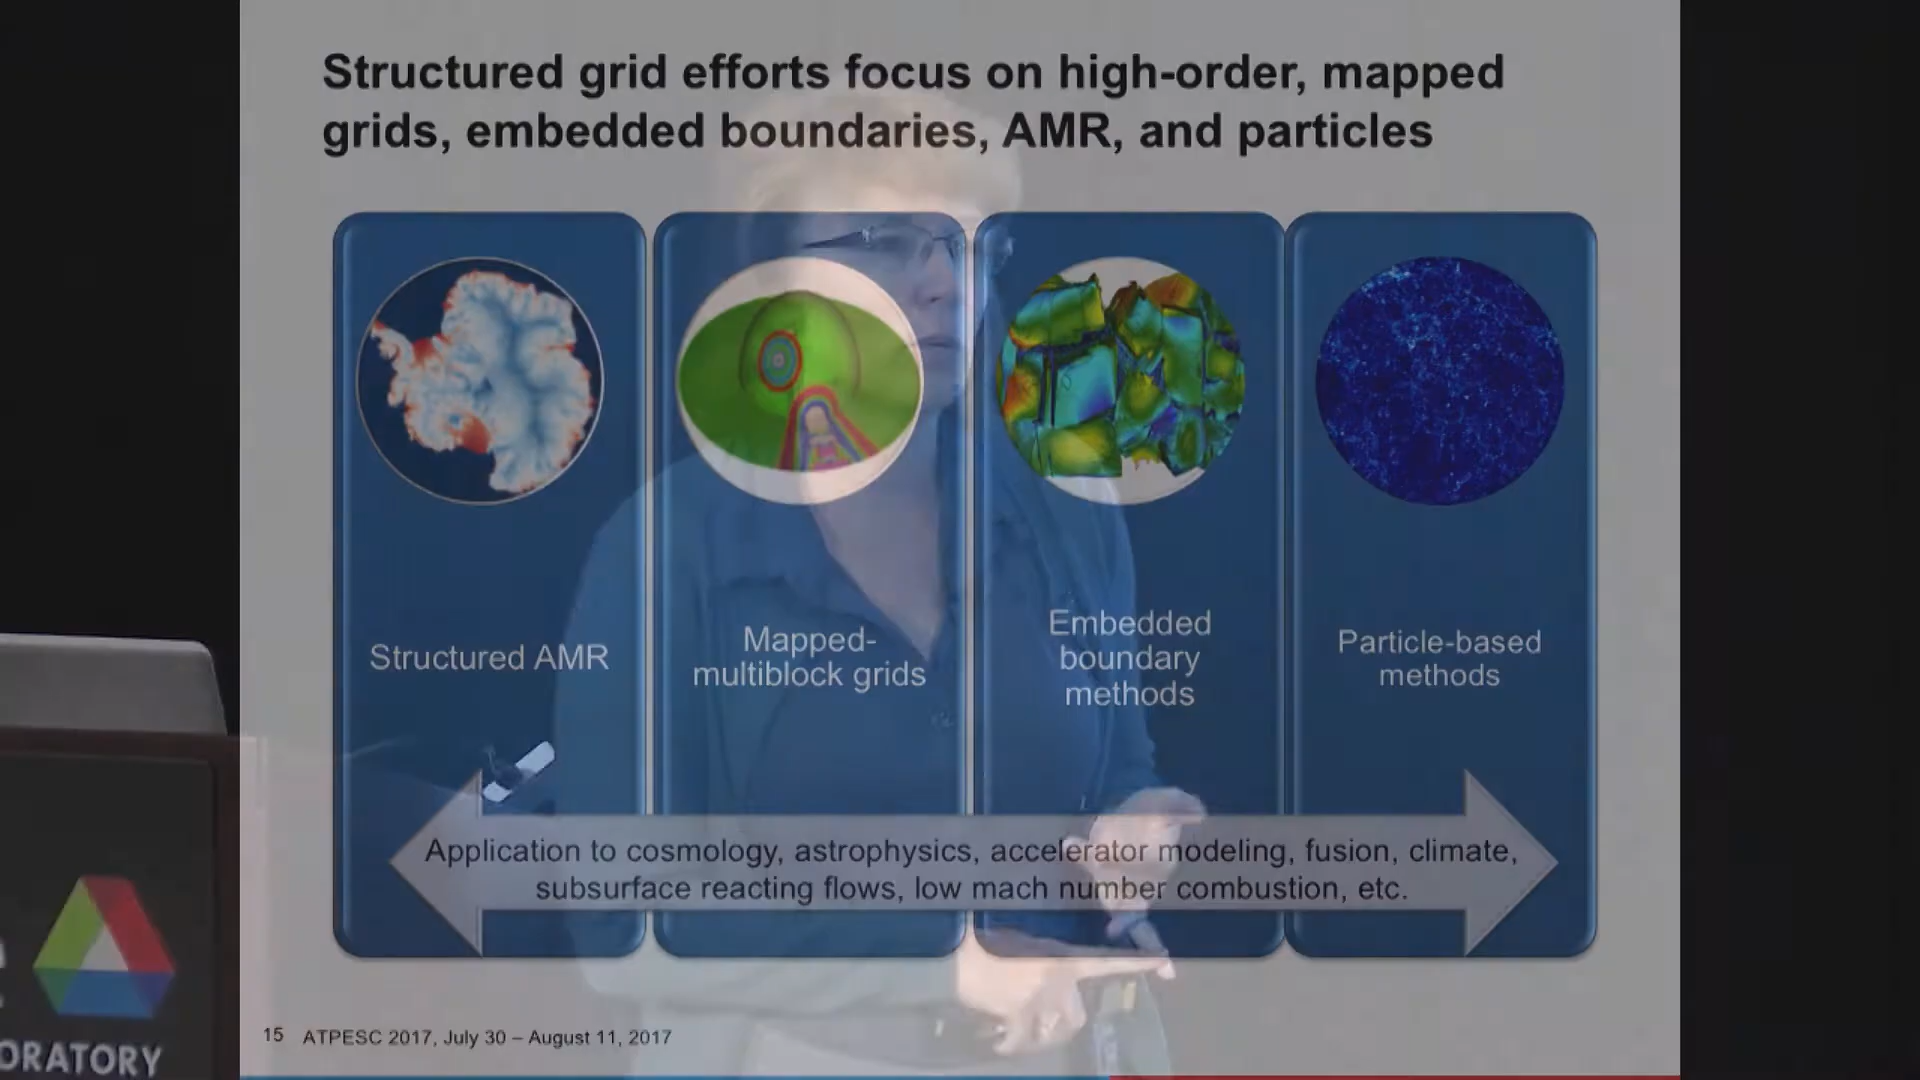 Structured grid efforts focus on high-order, mapped
grids, embedded boundaries, AMR, and particles
Structured AMR
Mapped-
multiblock grids
Embedded
boundary
methods
Particle-based
methods
Application to cosmology, astrophysics, accelerator modeling, fusion, climate,
subsurface reacting flows, low mach number combustion, etc.
15 ATPESC 2017, July 30 – August 11, 2017
ORATORY